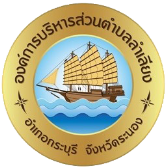 องค์การบริหารส่วนตำบลลำเลียง
อำเภอกระบุรี จังหวัดระนอง